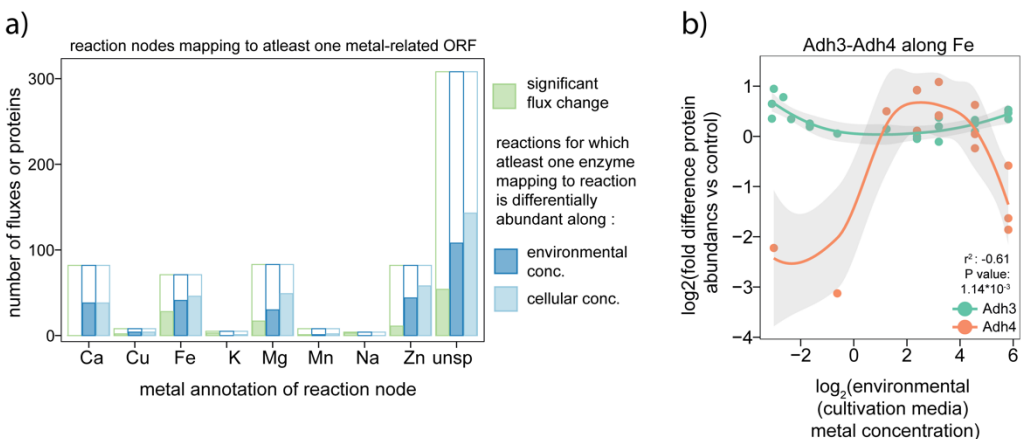 a)
reaction nodes mapping to atleast one metal-related ORF
number of fluxes or proteins
300
200
100
0
Ca Cu Fe K Mg Mn Na Zn unsp
metal annotation of reaction node
significant
flux change
reactions for which
atleast one enzyme
mapping to reaction
is differentially
abundant along :
environmental
conc.
cellular conc.
b)
Adh3-Adh4 along Fe
log2(fold difference protein
abundancs vs control)
1
0
−1
−2
−3
−4
r²: -0.61
P value:
1.14*10⁻³
Adh3
Adh4
−2 0 2 4 6
log₂(environmental
(cultivation media)
metal concentration)